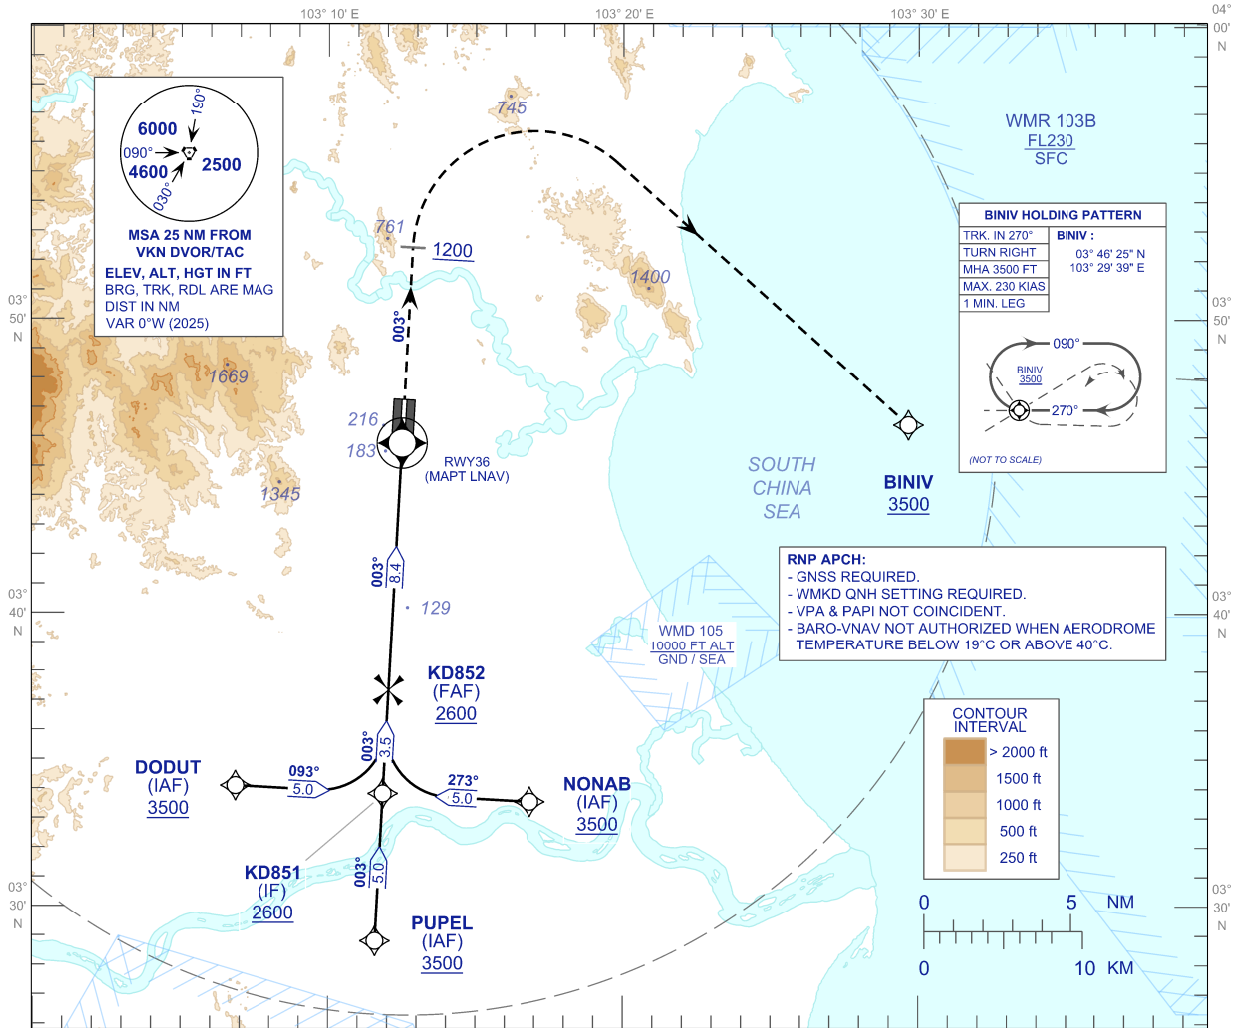 103° 10' E
103° 20' E
103° 30' E
04°
00'
N
190°
6000
090°
4600
2500
030°
MSA 25 NM FROM
VKN DVOR/TAC
ELEV, ALT, HGT IN FT
BRG, TRK, RDL ARE MAG
DIST IN NM
VAR 0°W (2025)
745
761
1200
1400
WMR 103B
FL230
SFC
BINIV HOLDING PATTERN
TRK. IN 270°
TURN RIGHT
MHA 3500 FT
MAX. 230 KIAS
1 MIN. LEG
BINIV :
03° 46' 25" N
103° 29' 39" E
090°
BINIV
3500
270°
(NOT TO SCALE)
03°
50'
N
03°
50'
N
003°
1669
216
183
RWY36
(MAPT LNAV)
1345
SOUTH
CHINA
SEA
BINIV
3500
RNP APCH:
- GNSS REQUIRED.
- WMKD QNH SETTING REQUIRED.
- VPA & PAPI NOT COINCIDENT.
- BARO-VNAV NOT AUTHORIZED WHEN AERODROME
TEMPERATURE BELOW 19°C OR ABOVE 40°C.
003°
8.4
129
03°
40'
N
03°
40'
N
WMD 105
10000 FT ALT
GND / SEA
KD852
(FAF)
2600
003°
3.5
DODUT
(IAF)
3500
093°
5.0
273°
5.0
NONAB
(IAF)
3500
CONTOUR
INTERVAL
> 2000 ft
1500 ft
1000 ft
500 ft
250 ft
KD851
(IF)
2600
003°
5.0
PUPEL
(IAF)
3500
03°
30'
N
03°
30'
N
0
5
NM
0
10
KM